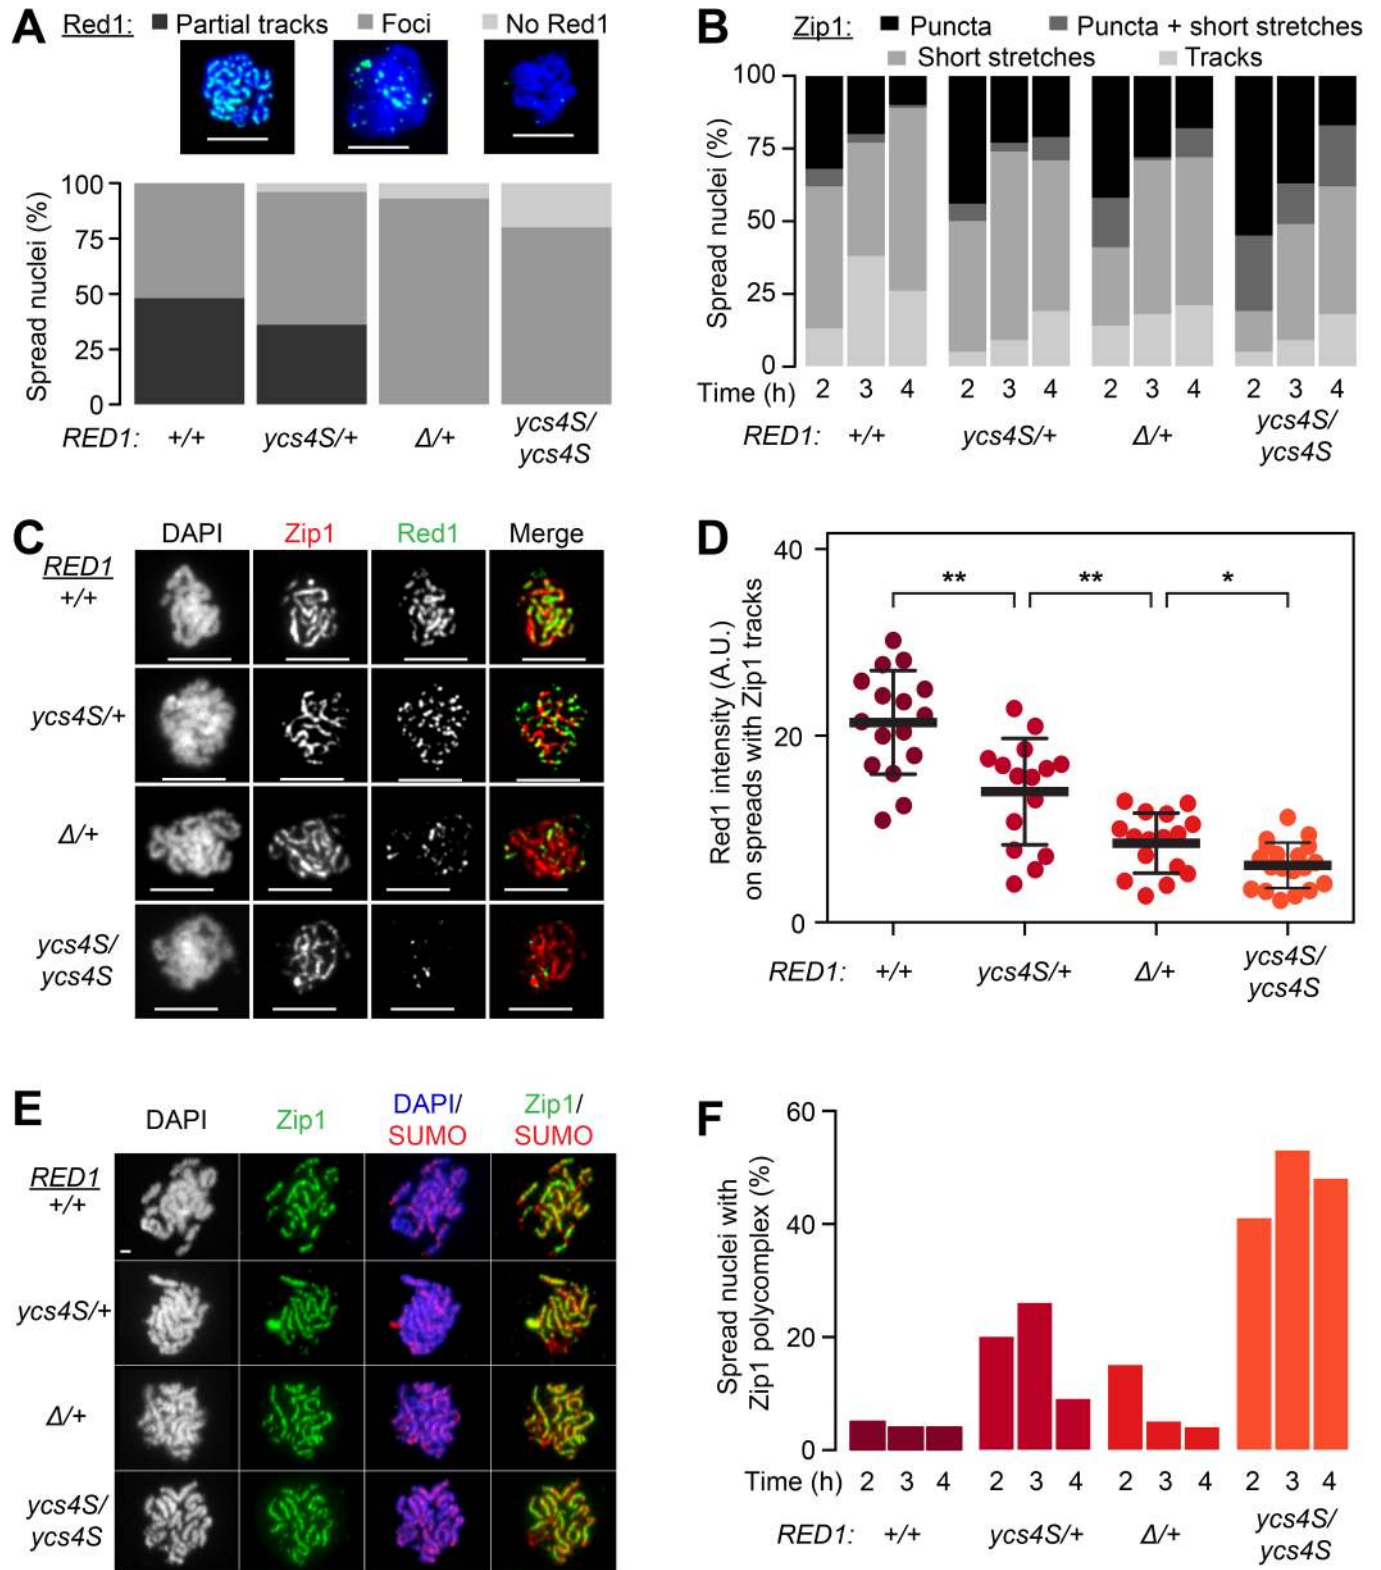 A Red1: Partial tracks Foci No Red1
Spread nuclei (%)
100
75
50
25
0
RED1: +/+ ycs4S/+ Δ/+ ycs4S/
ycs4S
B Zip1: Puncta Puncta + short stretches
Short stretches Tracks
Spread nuclei (%)
100
75
50
25
0
Time (h) 2 3 4 2 3 4 2 3 4 2 3 4
RED1: +/+ ycs4S/+ Δ/+ ycs4S/
ycs4S
C DAPI Zip1 Red1 Merge
RED1
+/+
ycs4S/+
Δ/+
ycs4S/
ycs4S
D
Red1 intensity (A.U.)
on spreads with Zip1 tracks
40
20
0
** ** *
RED1: +/+ ycs4S/+ Δ/+ ycs4S/
ycs4S
E DAPI Zip1 DAPI/ Zip1/
SUMO SUMO
RED1
+/+
ycs4S/+
Δ/+
ycs4S/
ycs4S
F
Spread nuclei with
Zip1 polycomplex (%)
60
40
20
0
Time (h) 2 3 4 2 3 4 2 3 4 2 3 4
RED1: +/+ ycs4S/+ Δ/+ ycs4S/
ycs4S